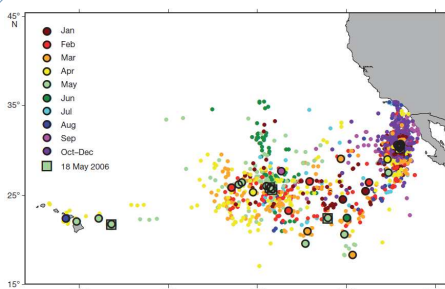 45°
N
Jan
Feb
Mar
Apr
May
Jun
Jul
Aug
Sep
Oct–Dec
18 May 2006
35°
25°
15°